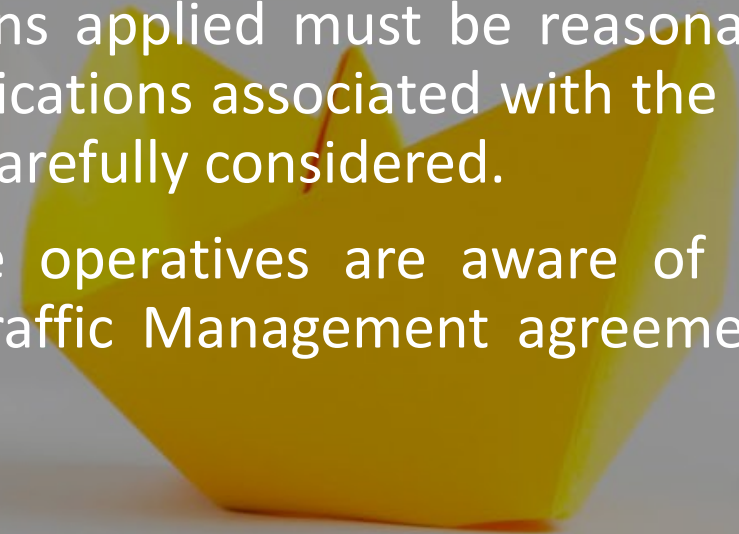 ns applied must be reasona
ications associated with the
arefully considered.
e operatives are aware of
raffic Management agreeme